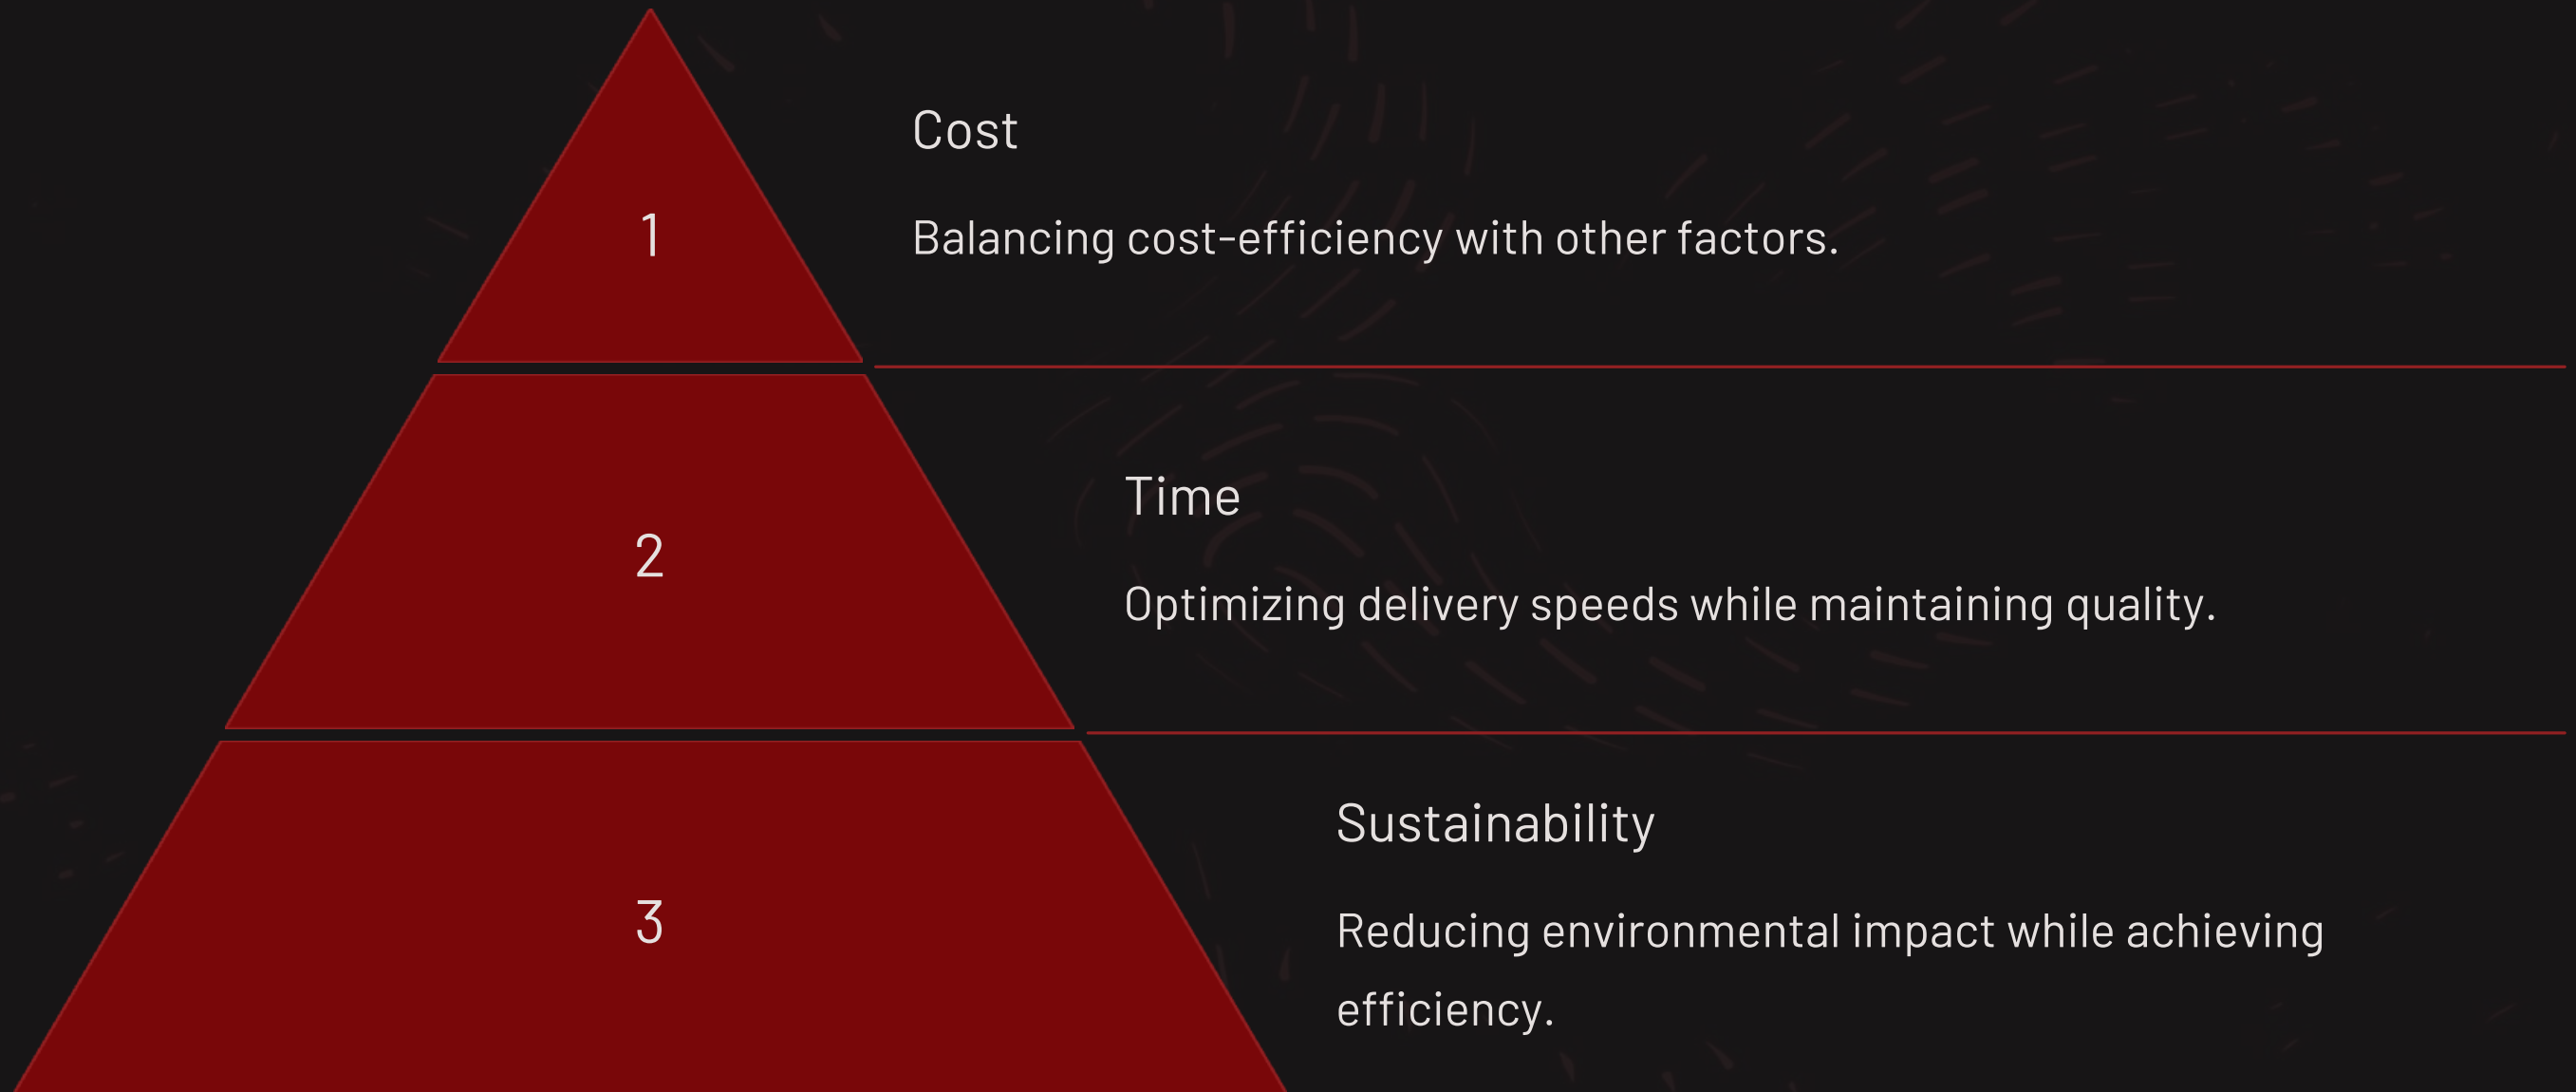 1
Cost
Balancing cost-efficiency with other factors.
2
Time
Optimizing delivery speeds while maintaining quality.
3
Sustainability
Reducing environmental impact while achieving
efficiency.